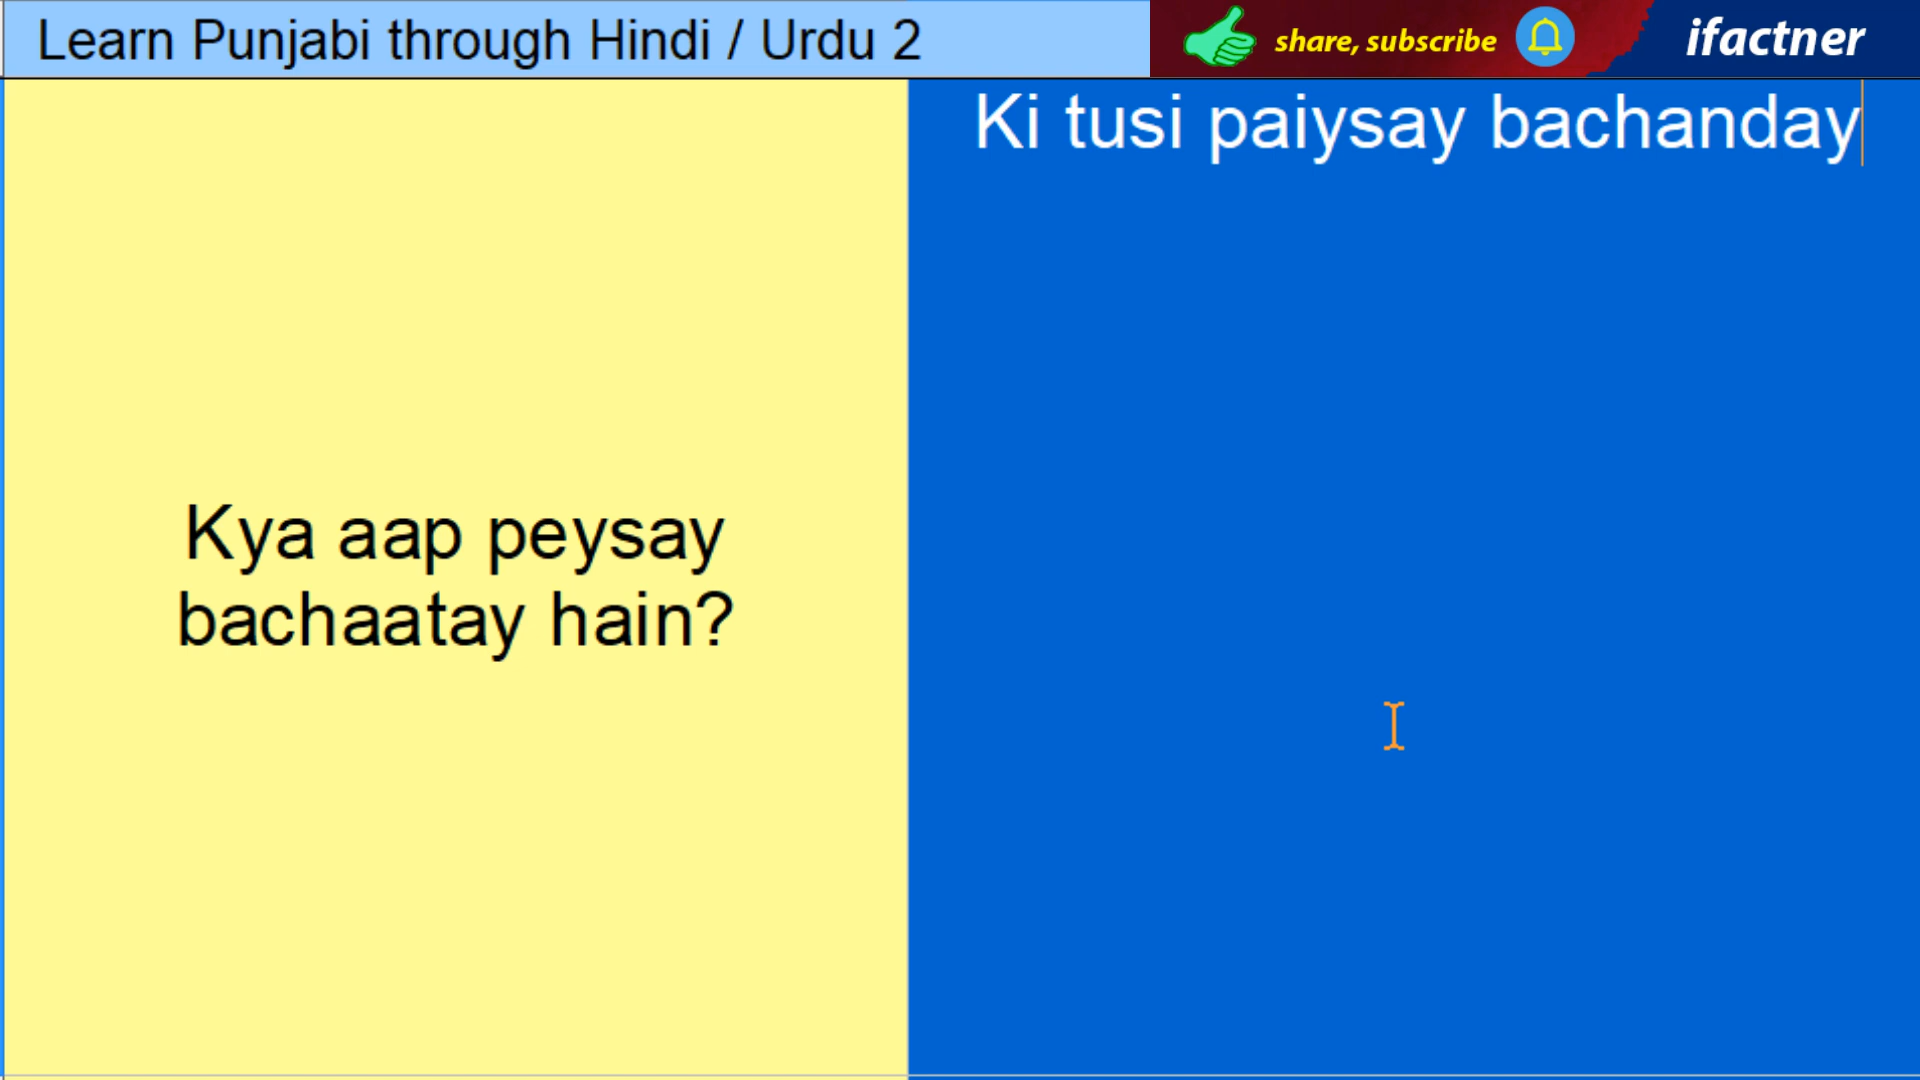 Learn Punjabi through Hindi / Urdu 2
share, subscribe
ifactner
Ki tusi paiysay bachanday
Kya aap peysay
bachaatay hain?